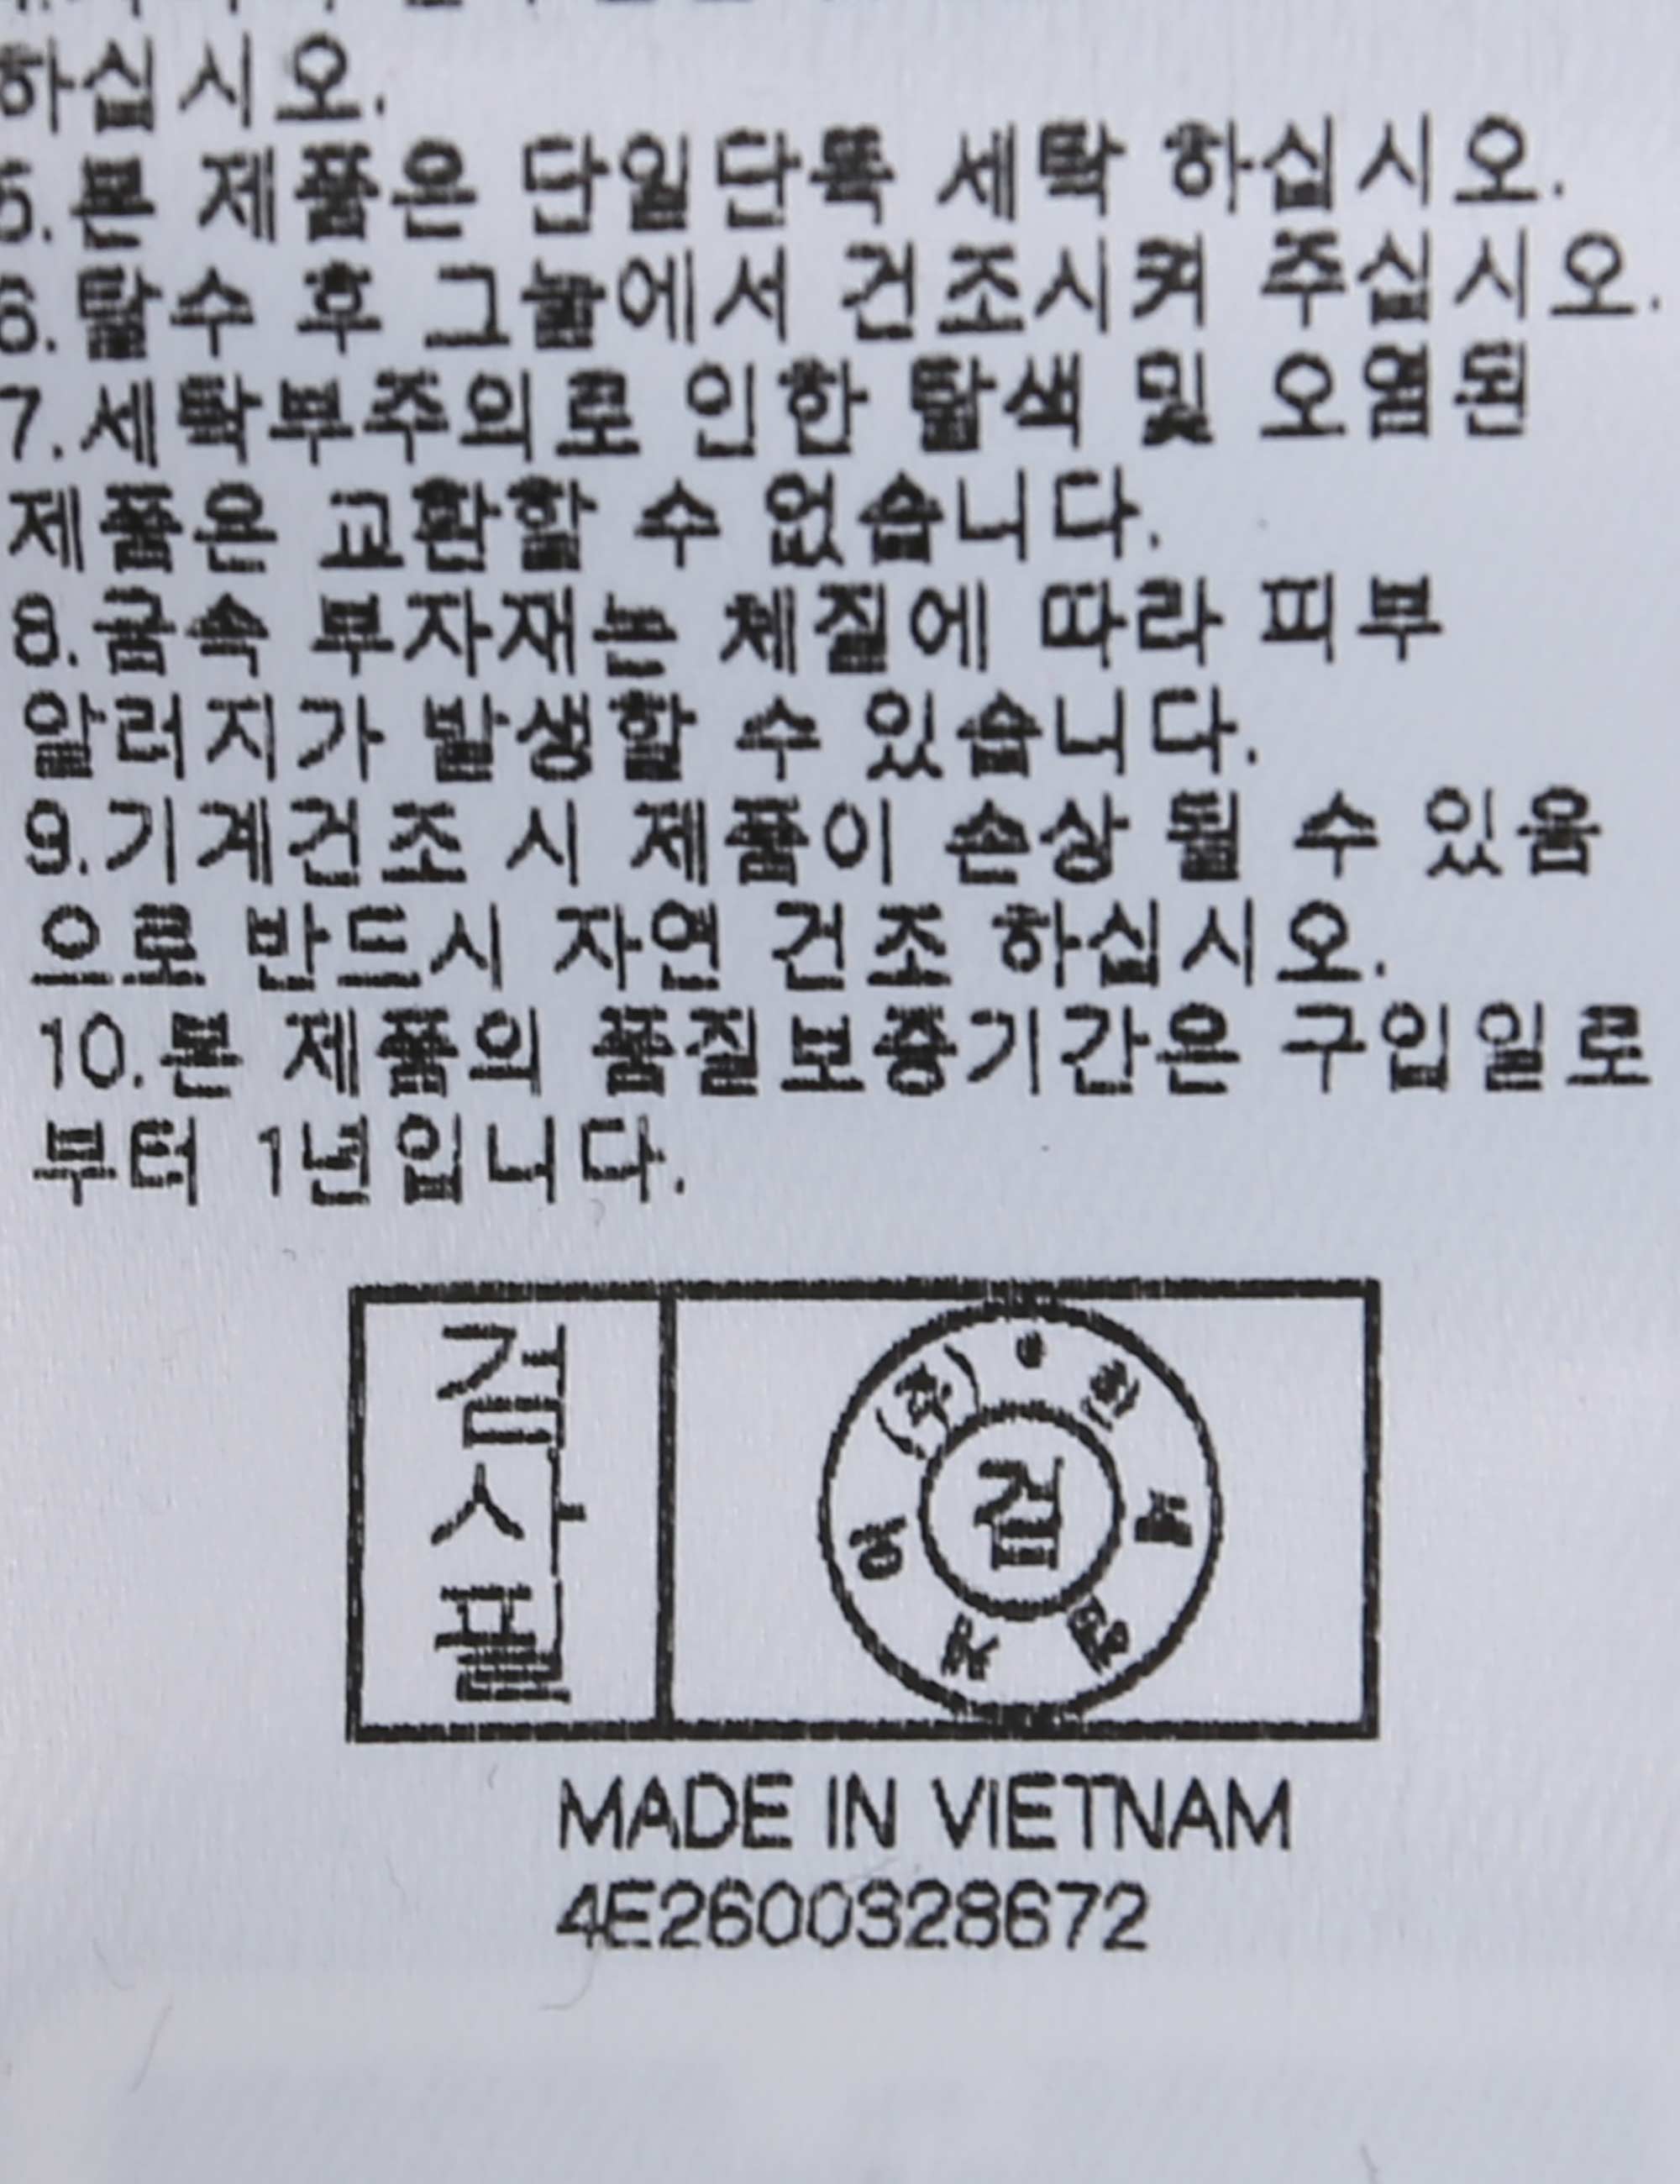 하십시오.
5.본 제품은 단일단뚝 세탁 하십시오.
6.탈수 후 그늘에서 건조시켜 주십시오.
7.세탁부주의로 인한 탈색 및 오염된
제품은 교환할 수 없습니다.
8.금속 부자재는 체질에 따라 피부
알러지가 발생할 수 있습니다.
9.기계건조 시 제품이 손상 될 수 있음
으로 반드시 자연 건조 하십시오.
10.본 제품의 품질보증기간은 구입일로
부터 1년입니다.
검사필
(주)
검
MADE IN VIETNAM
4E2600328672